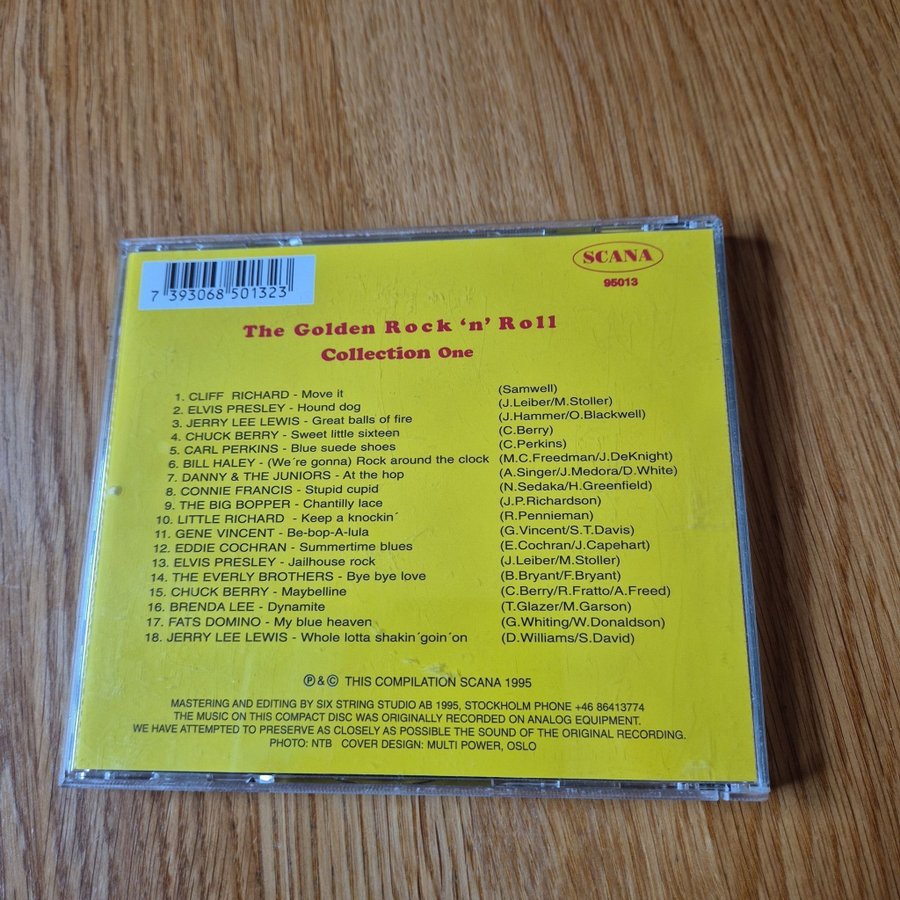 SCANA
95013
7 393068 501323
The Golden Rock 'n' Roll
Collection One
1. CLIFF RICHARD - Move it (Samwell)
2. ELVIS PRESLEY - Hound dog (J.Leiber/M.Stoller)
3. JERRY LEE LEWIS - Great balls of fire (J.Hammer/O.Blackwell)
4. CHUCK BERRY - Sweet little sixteen (C.Berry)
5. CARL PERKINS - Blue suede shoes (C.Perkins)
6. BILL HALEY - (We´re gonna) Rock around the clock (M.C.Freedman/J.DeKnight)
7. DANNY & THE JUNIORS - At the hop (A.Singer/J.Medora/D.White)
8. CONNIE FRANCIS - Stupid cupid (N.Sedaka/H.Greenfield)
9. THE BIG BOPPER - Chantilly lace (J.P.Richardson)
10. LITTLE RICHARD - Keep a knockin´ (R.Pennieman)
11. GENE VINCENT - Be-bop-A-lula (G.Vincent/S.T.Davis)
12. EDDIE COCHRAN - Summertime blues (E.Cochran/J.Capehart)
13. ELVIS PRESLEY - Jailhouse rock (J.Leiber/M.Stoller)
14. THE EVERLY BROTHERS - Bye bye love (B.Bryant/F.Bryant)
15. CHUCK BERRY - Maybelline (C.Berry/R.Fratto/A.Freed)
16. BRENDA LEE - Dynamite (T.Glazer/M.Garson)
17. FATS DOMINO - My blue heaven (G.Whiting/W.Donaldson)
18. JERRY LEE LEWIS - Whole lotta shakin´goin´on (D.Williams/S.David)
℗ & © THIS COMPILATION SCANA 1995
MASTERING AND EDITING BY SIX STRING STUDIO AB 1995, STOCKHOLM PHONE +46 86413774
THE MUSIC ON THIS COMPACT DISC WAS ORIGINALLY RECORDED ON ANALOG EQUIPMENT.
WE HAVE ATTEMPTED TO PRESERVE AS CLOSELY AS POSSIBLE THE SOUND OF THE ORIGINAL RECORDING.
PHOTO: NTB COVER DESIGN: MULTI POWER, OSLO